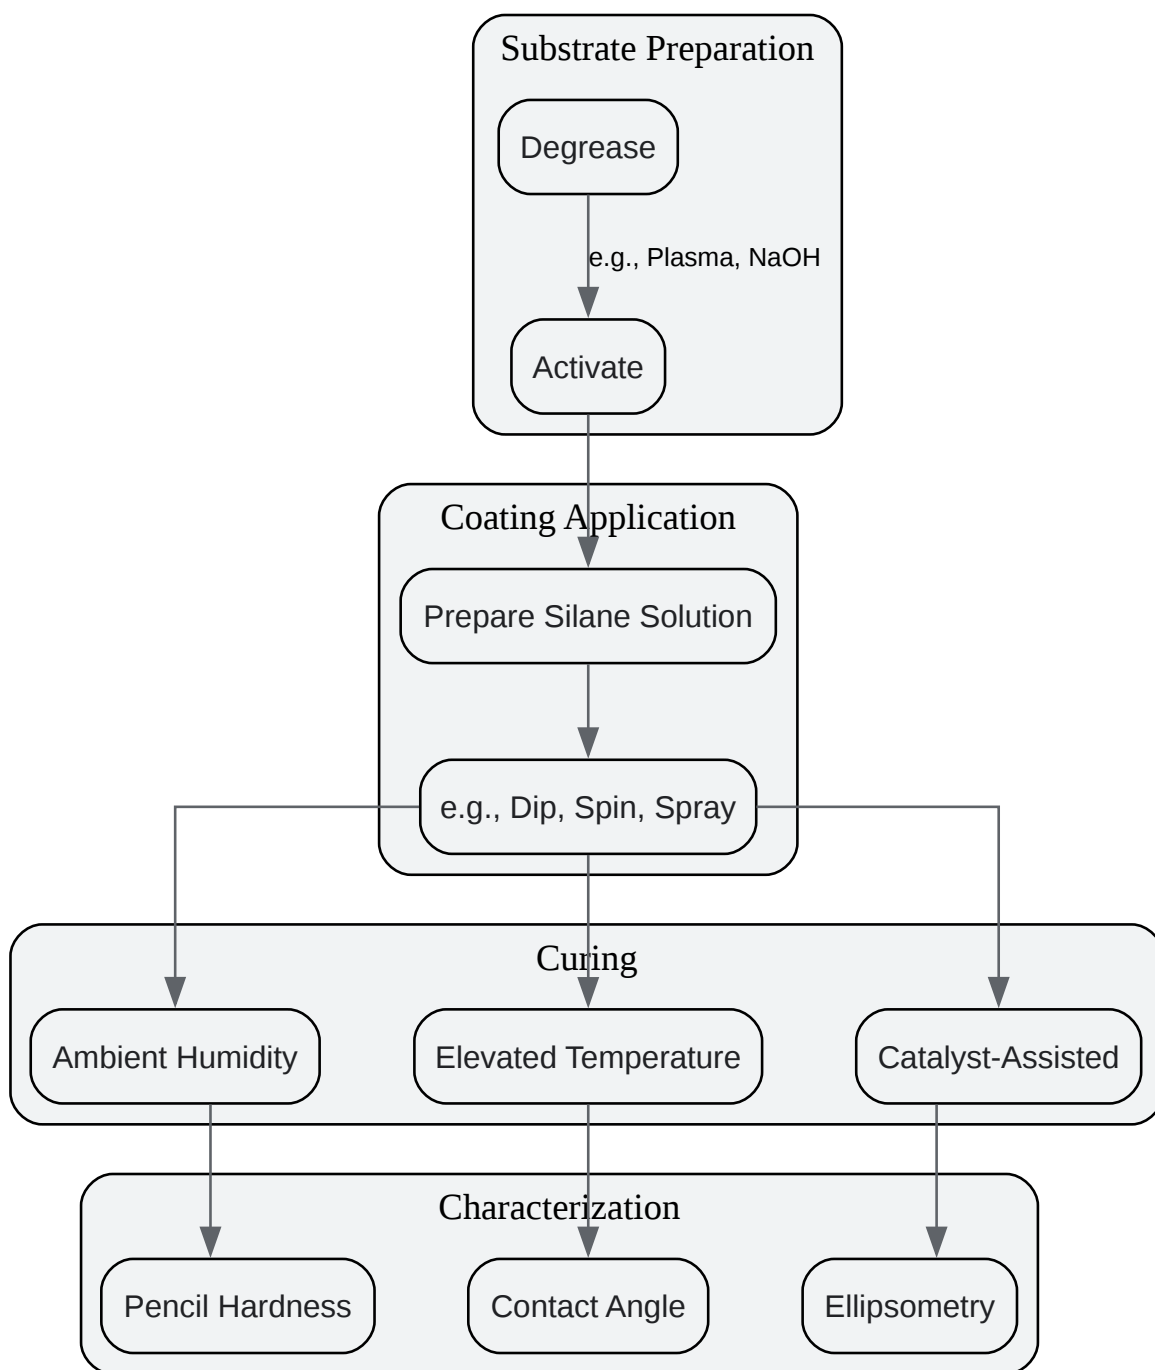 Substrate Preparation
Degrease
e.g., Plasma, NaOH
Activate
Coating Application
Prepare Silane Solution
e.g., Dip, Spin, Spray
Curing
Ambient Humidity
Elevated Temperature
Catalyst-Assisted
Characterization
Pencil Hardness
Contact Angle
Ellipsometry